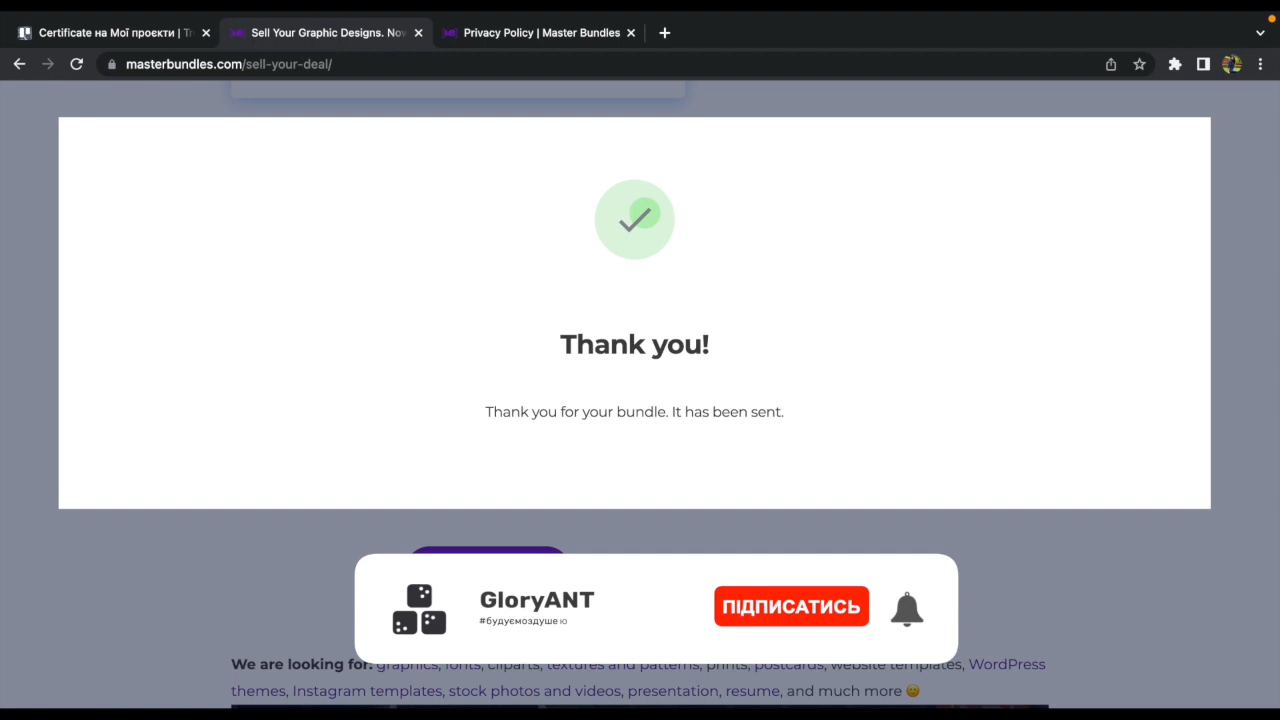 Certificate на Мої проєкти | Tr
Sell Your Graphic Designs. Now
Privacy Policy | Master Bundles
masterbundles.com/sell-your-deal/
Thank you!
Thank you for your bundle. It has been sent.
GloryANT
#будуємоздушею
ПІДПИСАТИСЬ
We are looking for: graphics, fonts, cliparts, textures and patterns, prints, postcards, website templates, WordPress
themes, Instagram templates, stock photos and videos, presentation, resume, and much more 🙂